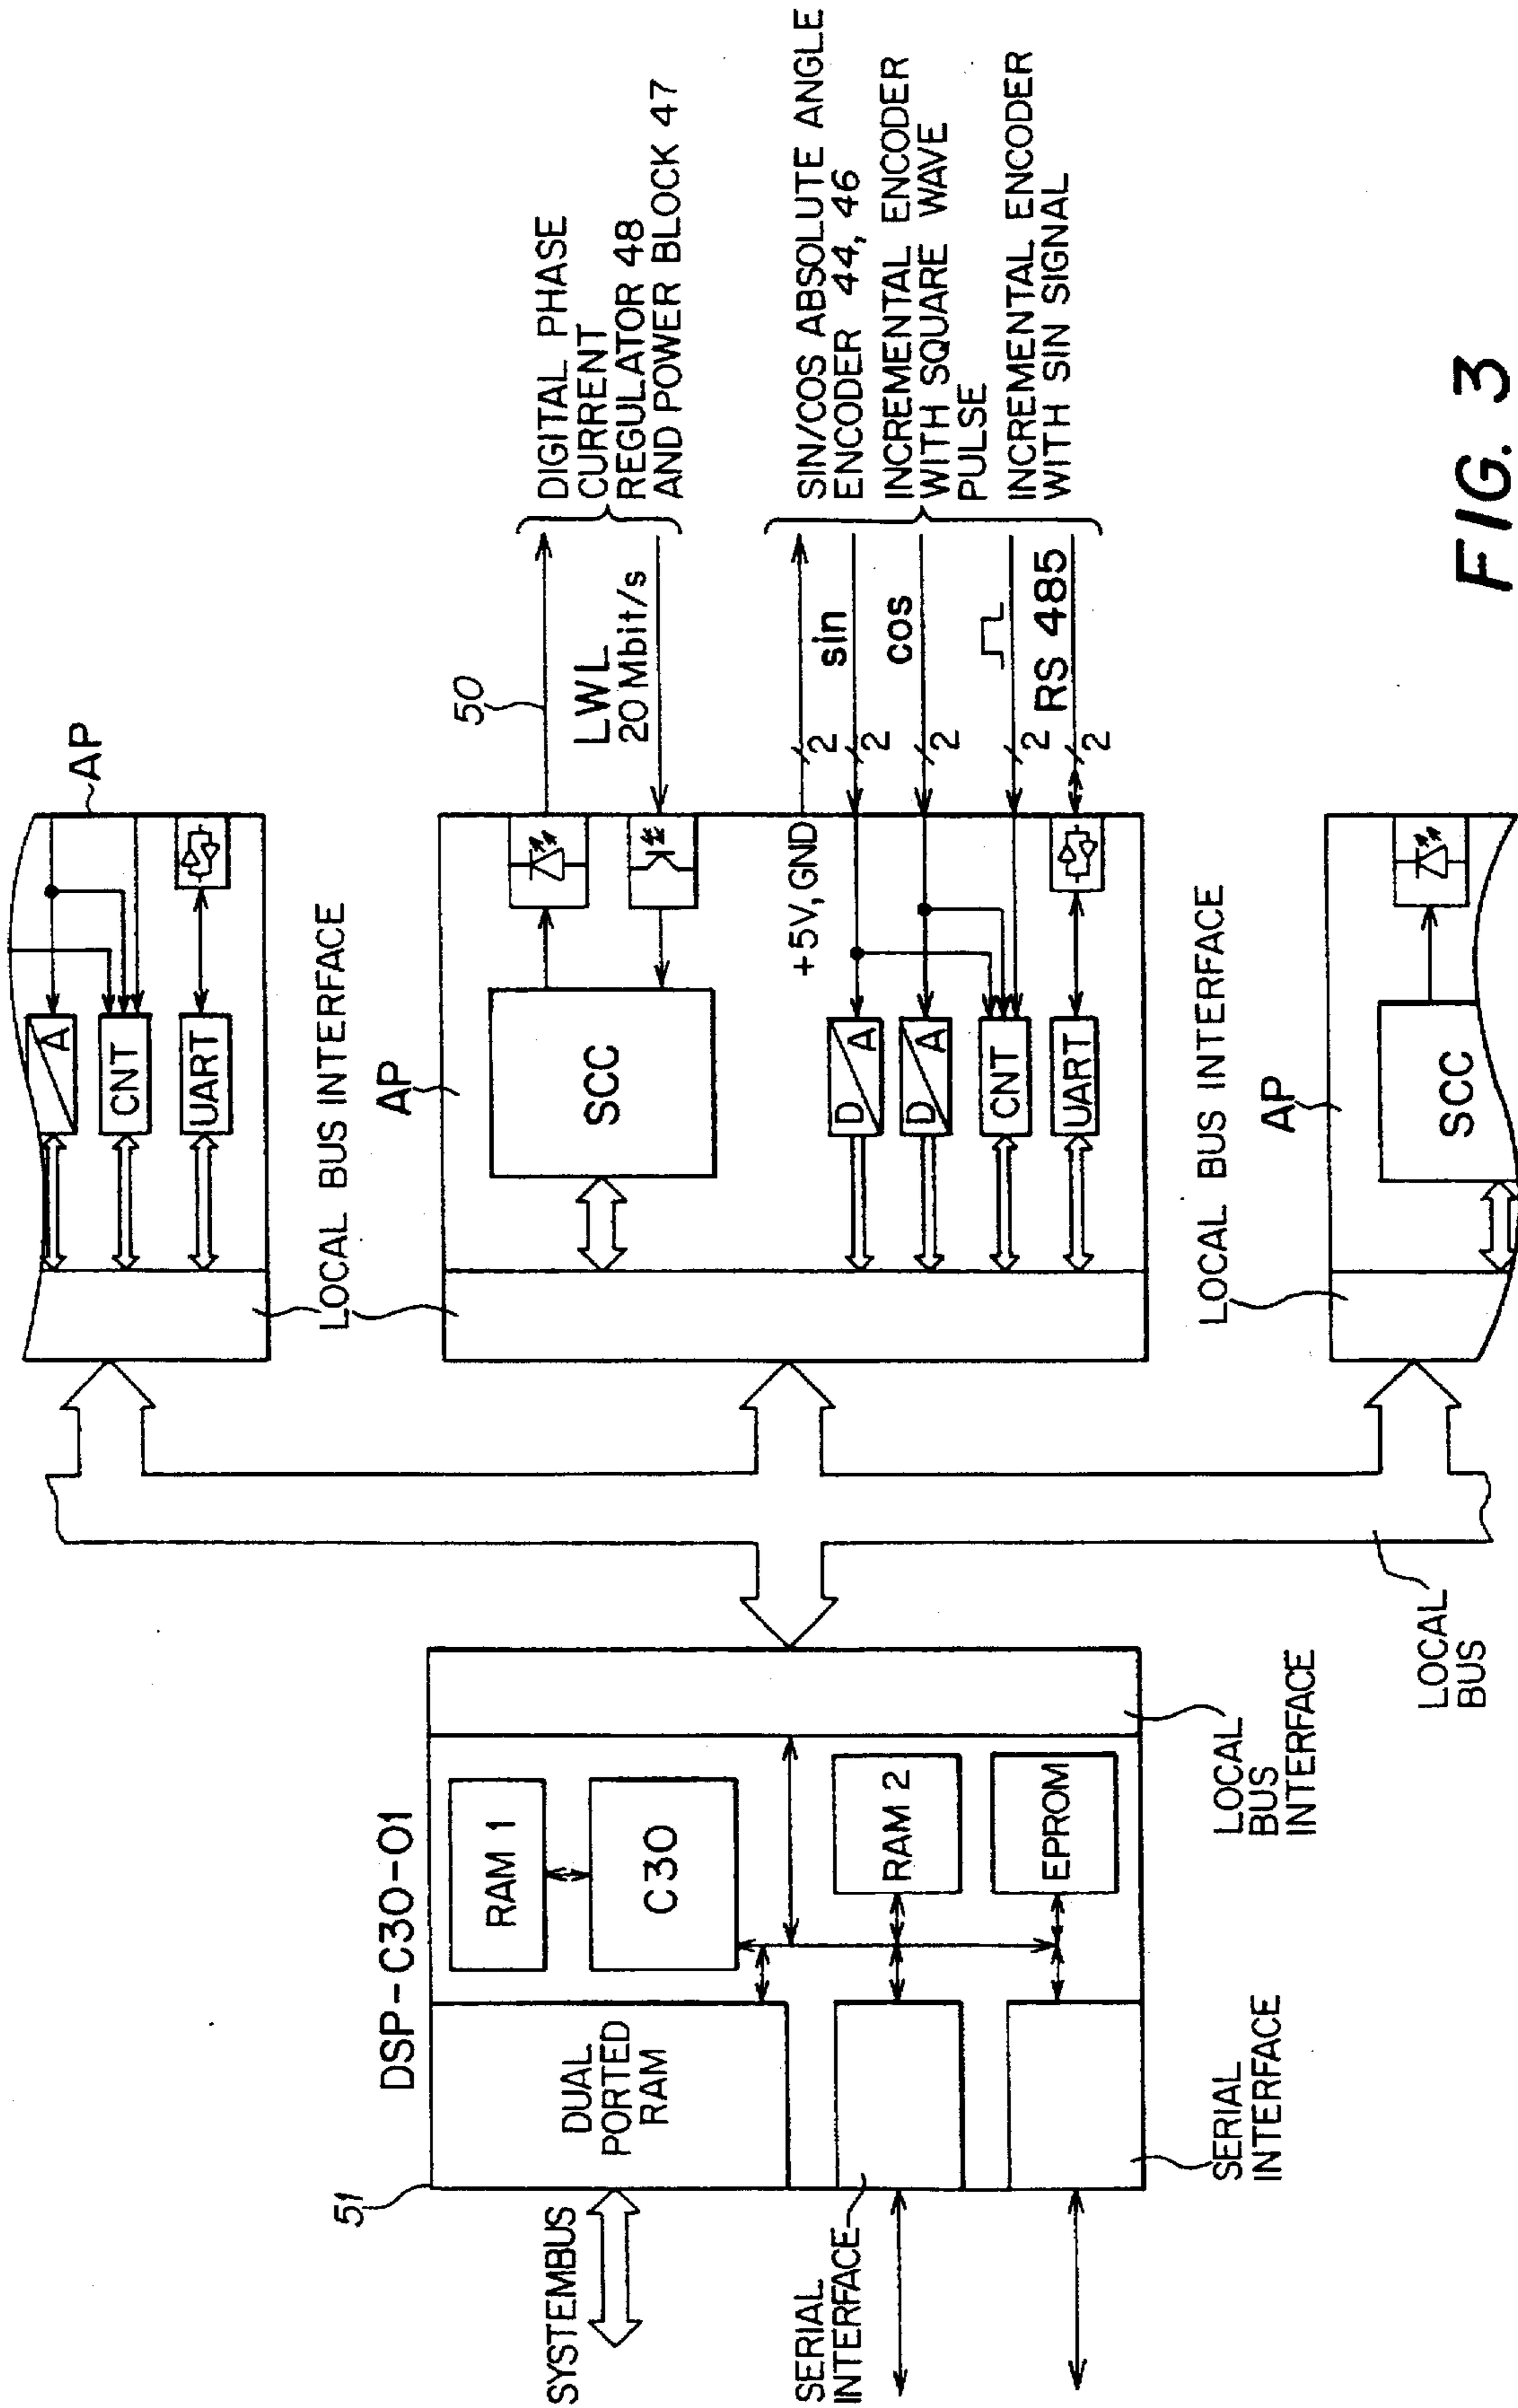 AP
A
CNT
UART
LOCAL BUS INTERFACE
50
LWL
20 Mbit/s
DIGITAL PHASE
CURRENT
REGULATOR 48
AND POWER BLOCK 47
AP
SCC
+5V, GND
D A
D A
CNT
UART
2
sin
2
cos
2
2
RS 485
2
SIN/COS ABSOLUTE ANGLE
ENCODER 44, 46
INCREMENTAL ENCODER
WITH SQUARE WAVE
PULSE
INCREMENTAL ENCODER
WITH SIN SIGNAL
LOCAL BUS INTERFACE
AP
SCC
DSP-C30-01
51
SYSTEMBUS
DUAL
PORTED
RAM
RAM 1
C30
RAM 2
EPROM
SERIAL
INTERFACE
SERIAL
INTERFACE
LOCAL
BUS
INTERFACE
LOCAL
BUS
FIG. 3